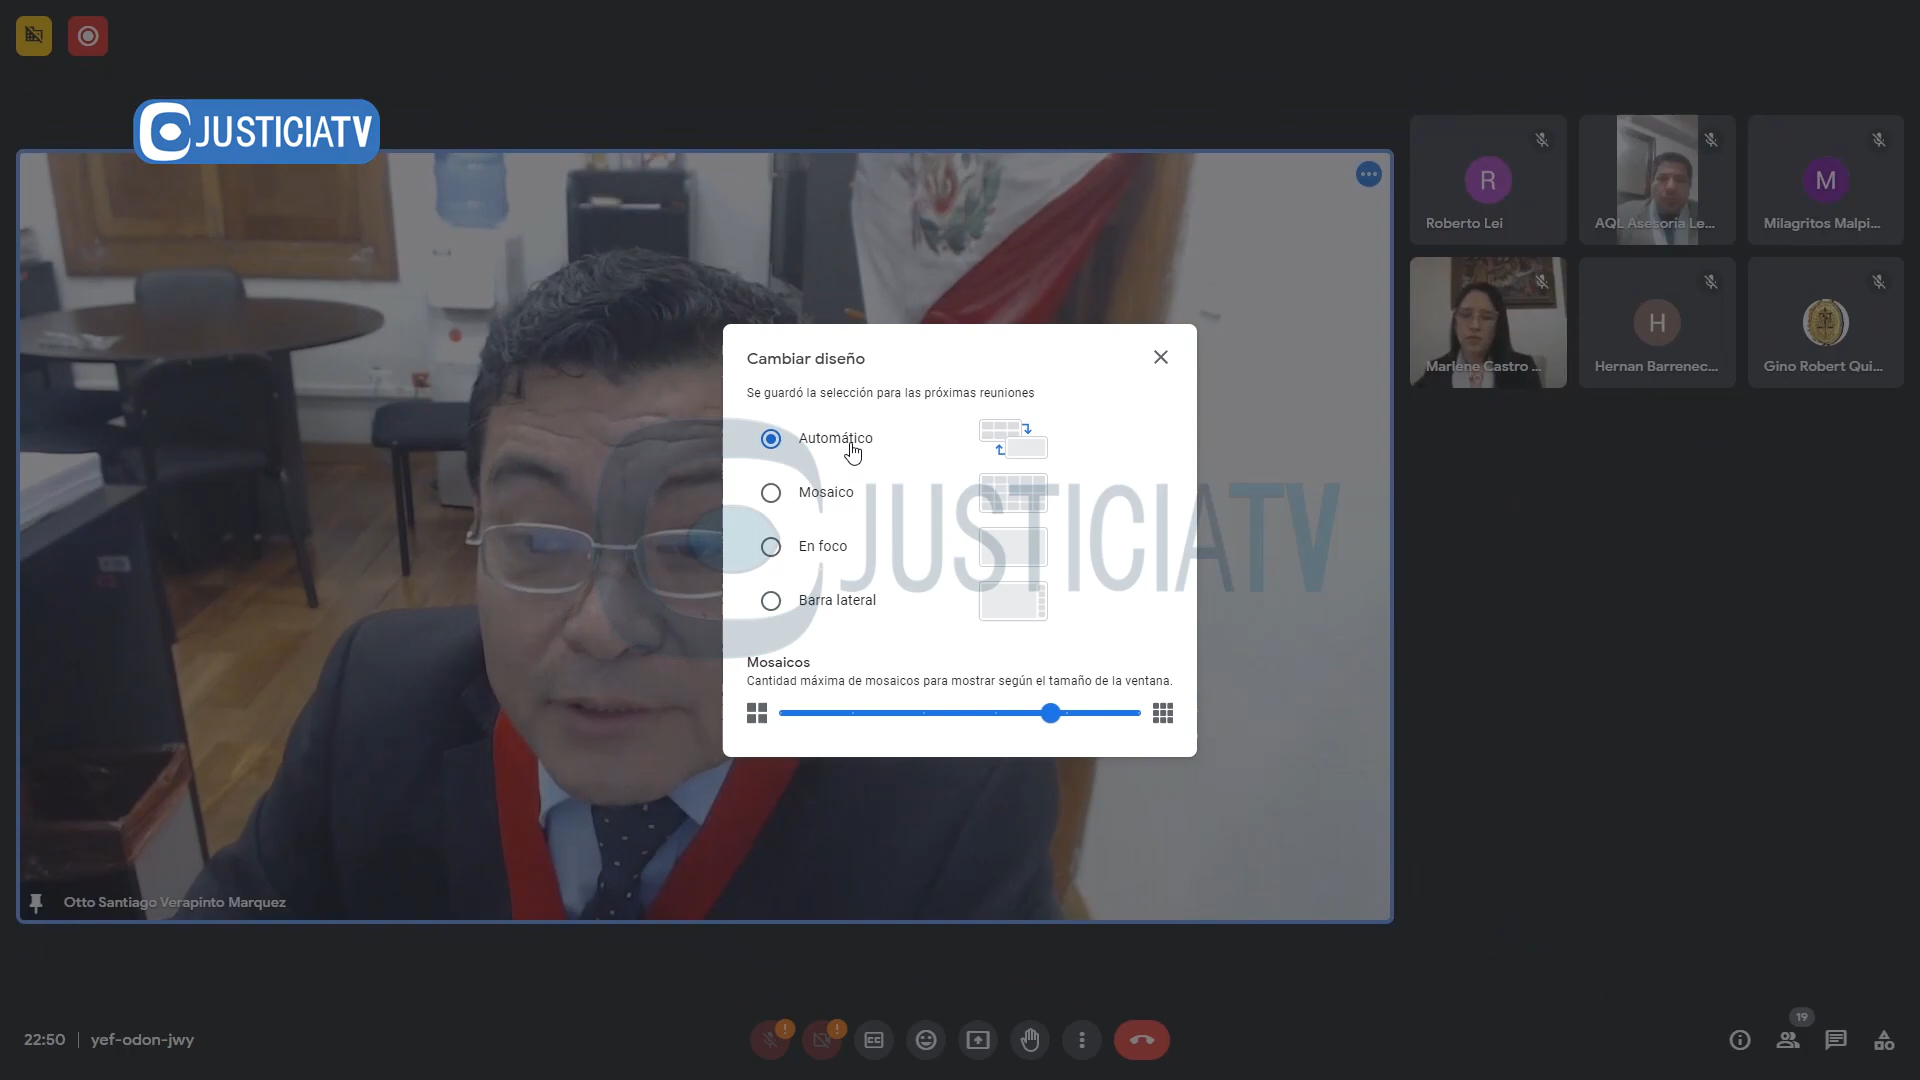 JUSTICIATV
R
Roberto Lei
AQL Asesoria Le...
M
Milagritos Malpi...
Marlene Castro ...
H
Hernan Barrenec...
Gino Robert Qui...
Cambiar diseño
Se guardó la selección para las próximas reuniones
Automático
Mosaico
En foco
Barra lateral
JUSTICIATV
Mosaicos
Cantidad máxima de mosaicos para mostrar según el tamaño de la ventana.
Otto Santiago Verapinto Marquez
22:50 | yef-odon-jwy
!
!
CC
19